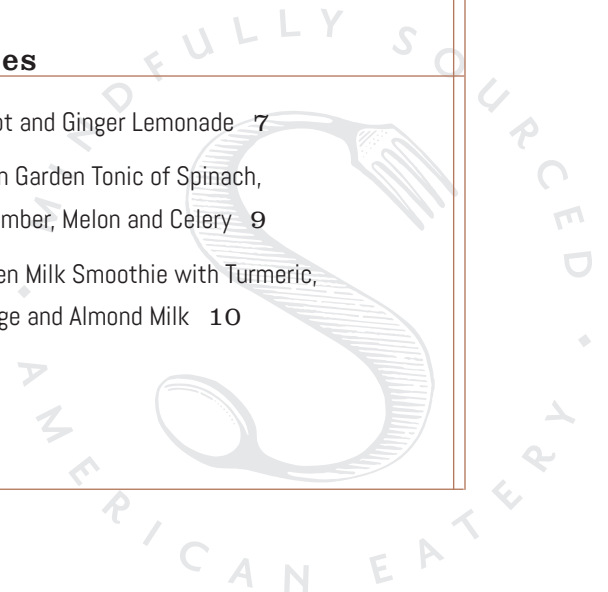 MINDFULLY SOURCED
es
ot and Ginger Lemonade 7
n Garden Tonic of Spinach,
mber, Melon and Celery 9
en Milk Smoothie with Turmeric,
ge and Almond Milk 10
• AMERICAN EATERY •